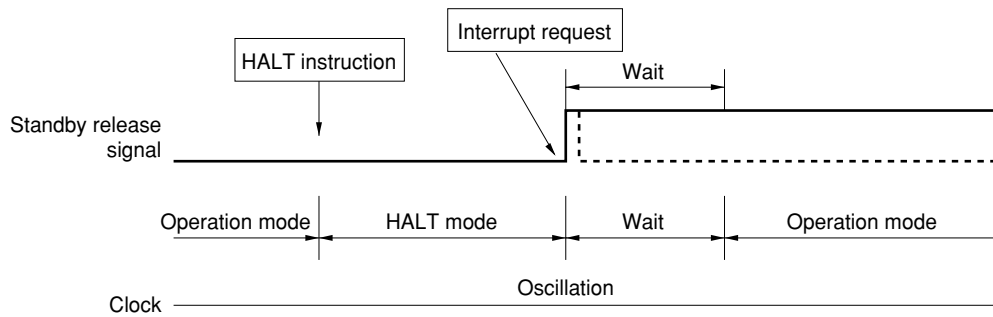 Interrupt request
HALT instruction
Wait
Standby release
signal
Operation mode
HALT mode
Wait
Operation mode
Oscillation
Clock